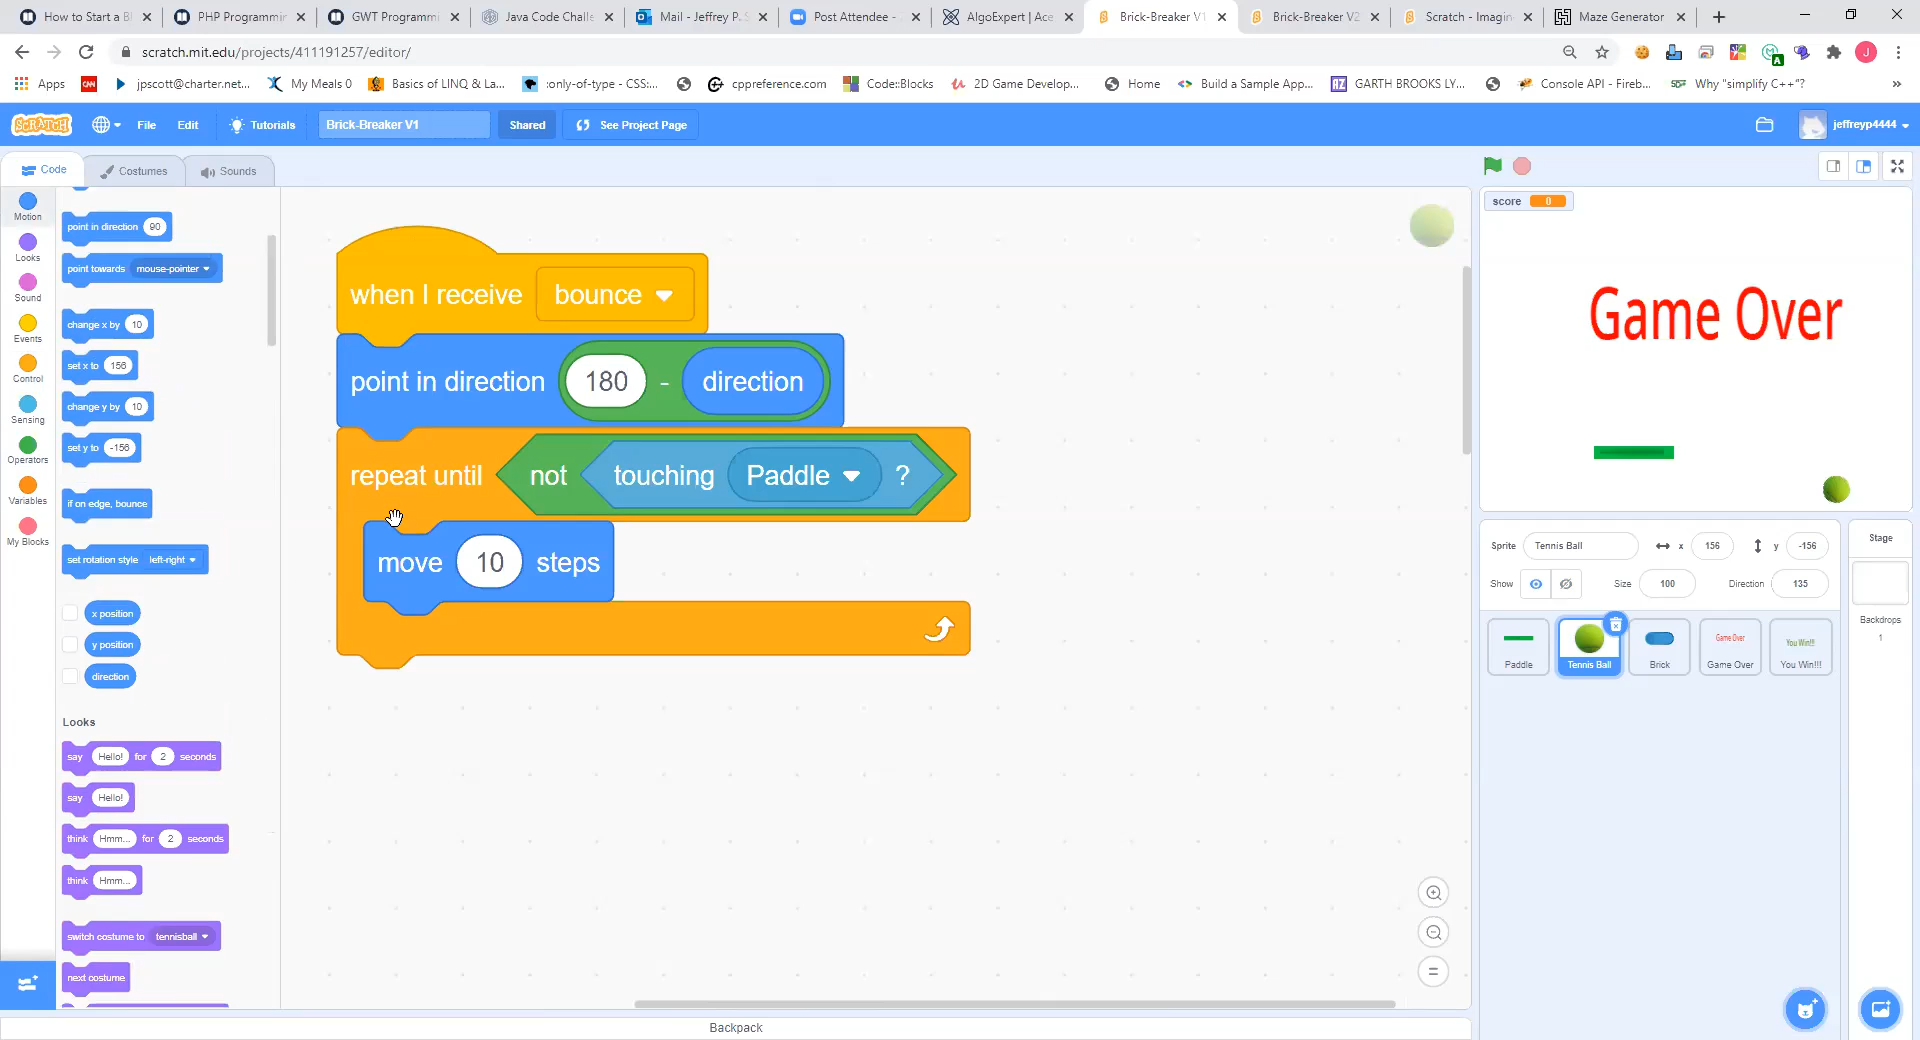 How to Start a Bl
PHP Programmin
GWT Programmi
Java Code Challe
Mail - Jeffrey P. S
Post Attendee -
AlgoExpert | Ace
Brick-Breaker V1
Brick-Breaker V2
Scratch - Imagin
Maze Generator
scratch.mit.edu/projects/411191257/editor/
Apps
CNN
jpscott@charter.net...
My Meals 0
Basics of LINQ & La...
:only-of-type - CSS:...
cppreference.com
Code::Blocks
2D Game Develop...
Home
Build a Sample App...
GARTH BROOKS LY...
Console API - Fireb...
Why "simplify C++"?
SCRATCH
File
Edit
Tutorials
Brick-Breaker V1
Shared
See Project Page
jeffreyp4444
Code
Costumes
Sounds
Motion
Looks
Sound
Events
Control
Sensing
Operators
Variables
My Blocks
point in direction 90
point towards mouse-pointer
change x by 10
set x to 156
change y by 10
set y to -156
if on edge, bounce
set rotation style left-right
x position
y position
direction
Looks
say Hello! for 2 seconds
say Hello!
think Hmm... for 2 seconds
think Hmm...
switch costume to tennisball
next costume
when I receive bounce
point in direction 180 - direction
repeat until not touching Paddle ?
move 10 steps
Backpack
score 0
Game Over
Sprite Tennis Ball x 156 y -156
Show Size 100 Direction 135
Paddle
Tennis Ball
Brick
Game Over
Game Over
You Win!!!
You Win!!!
Stage
Backdrops
1